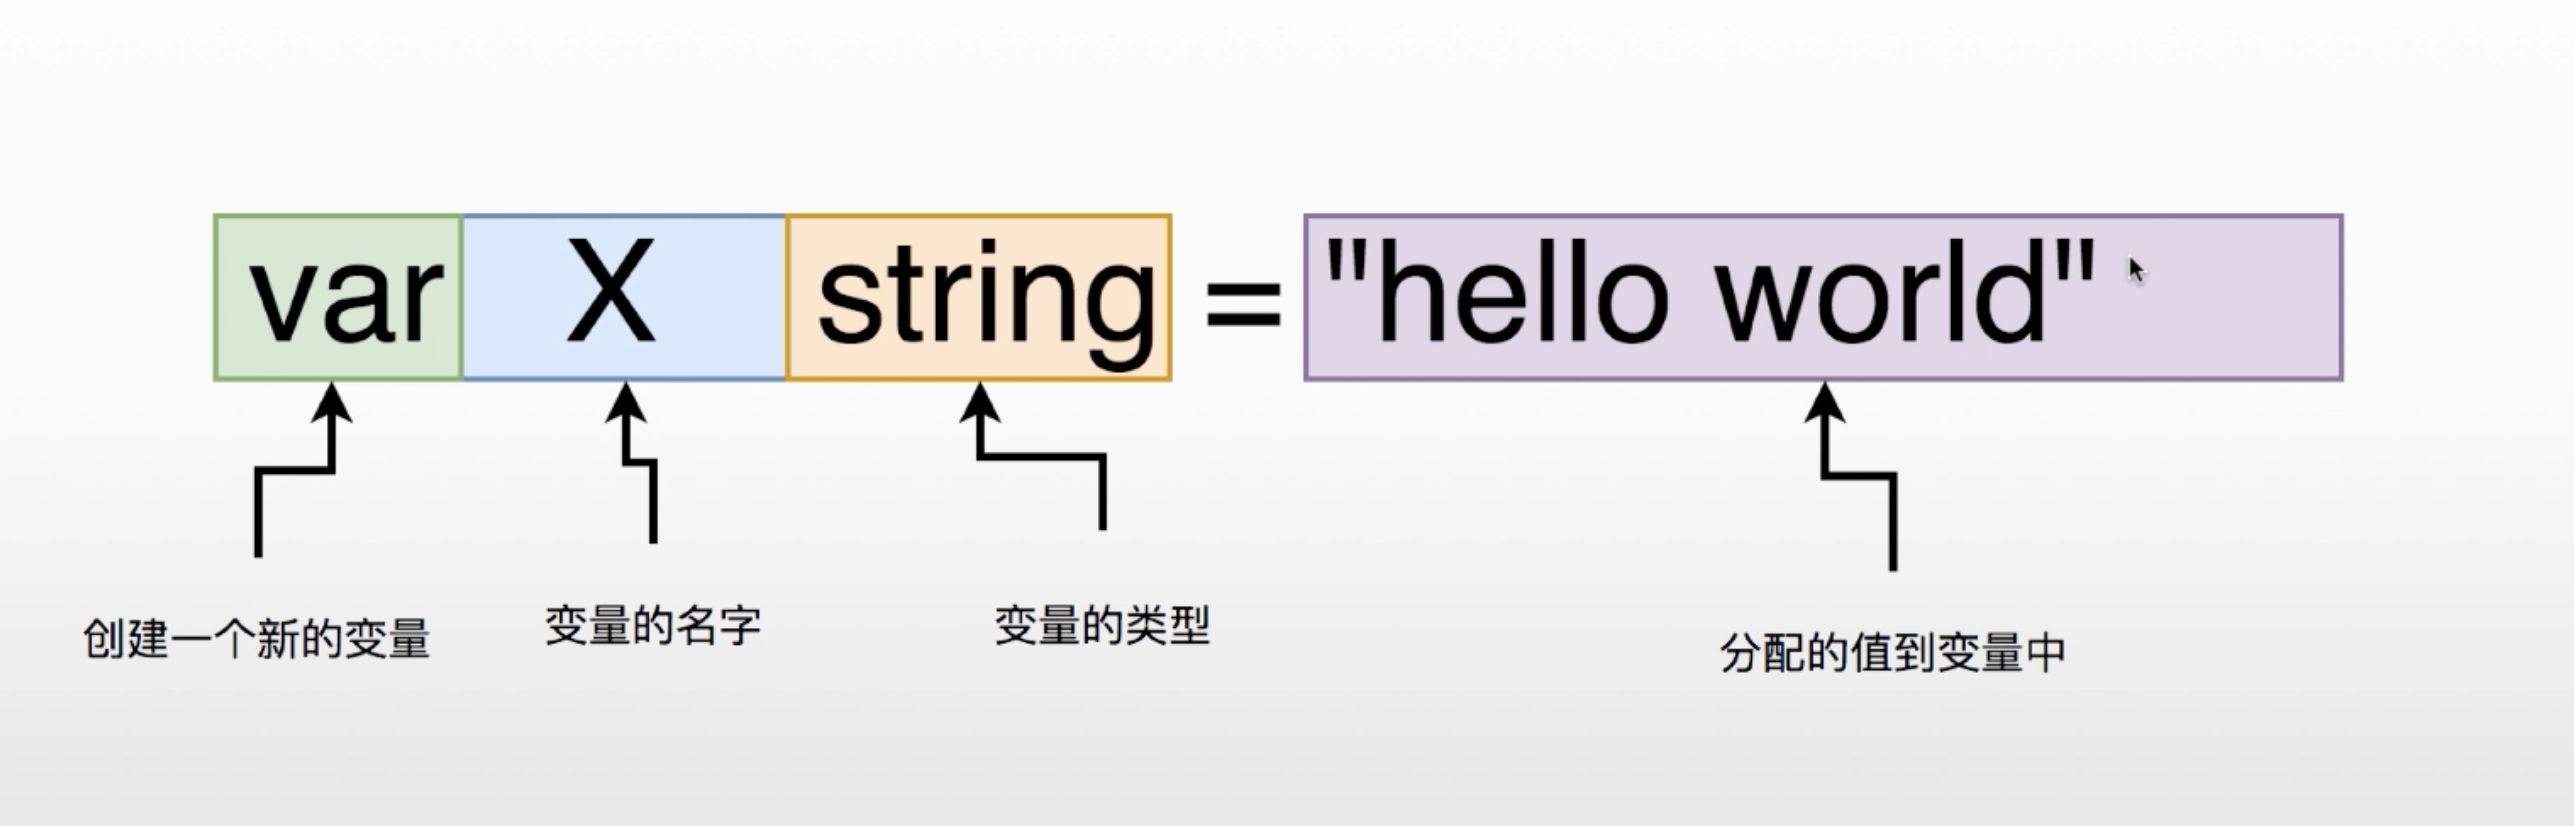 var X string = "hello world"
创建一个新的变量
变量的名字
变量的类型
分配的值到变量中